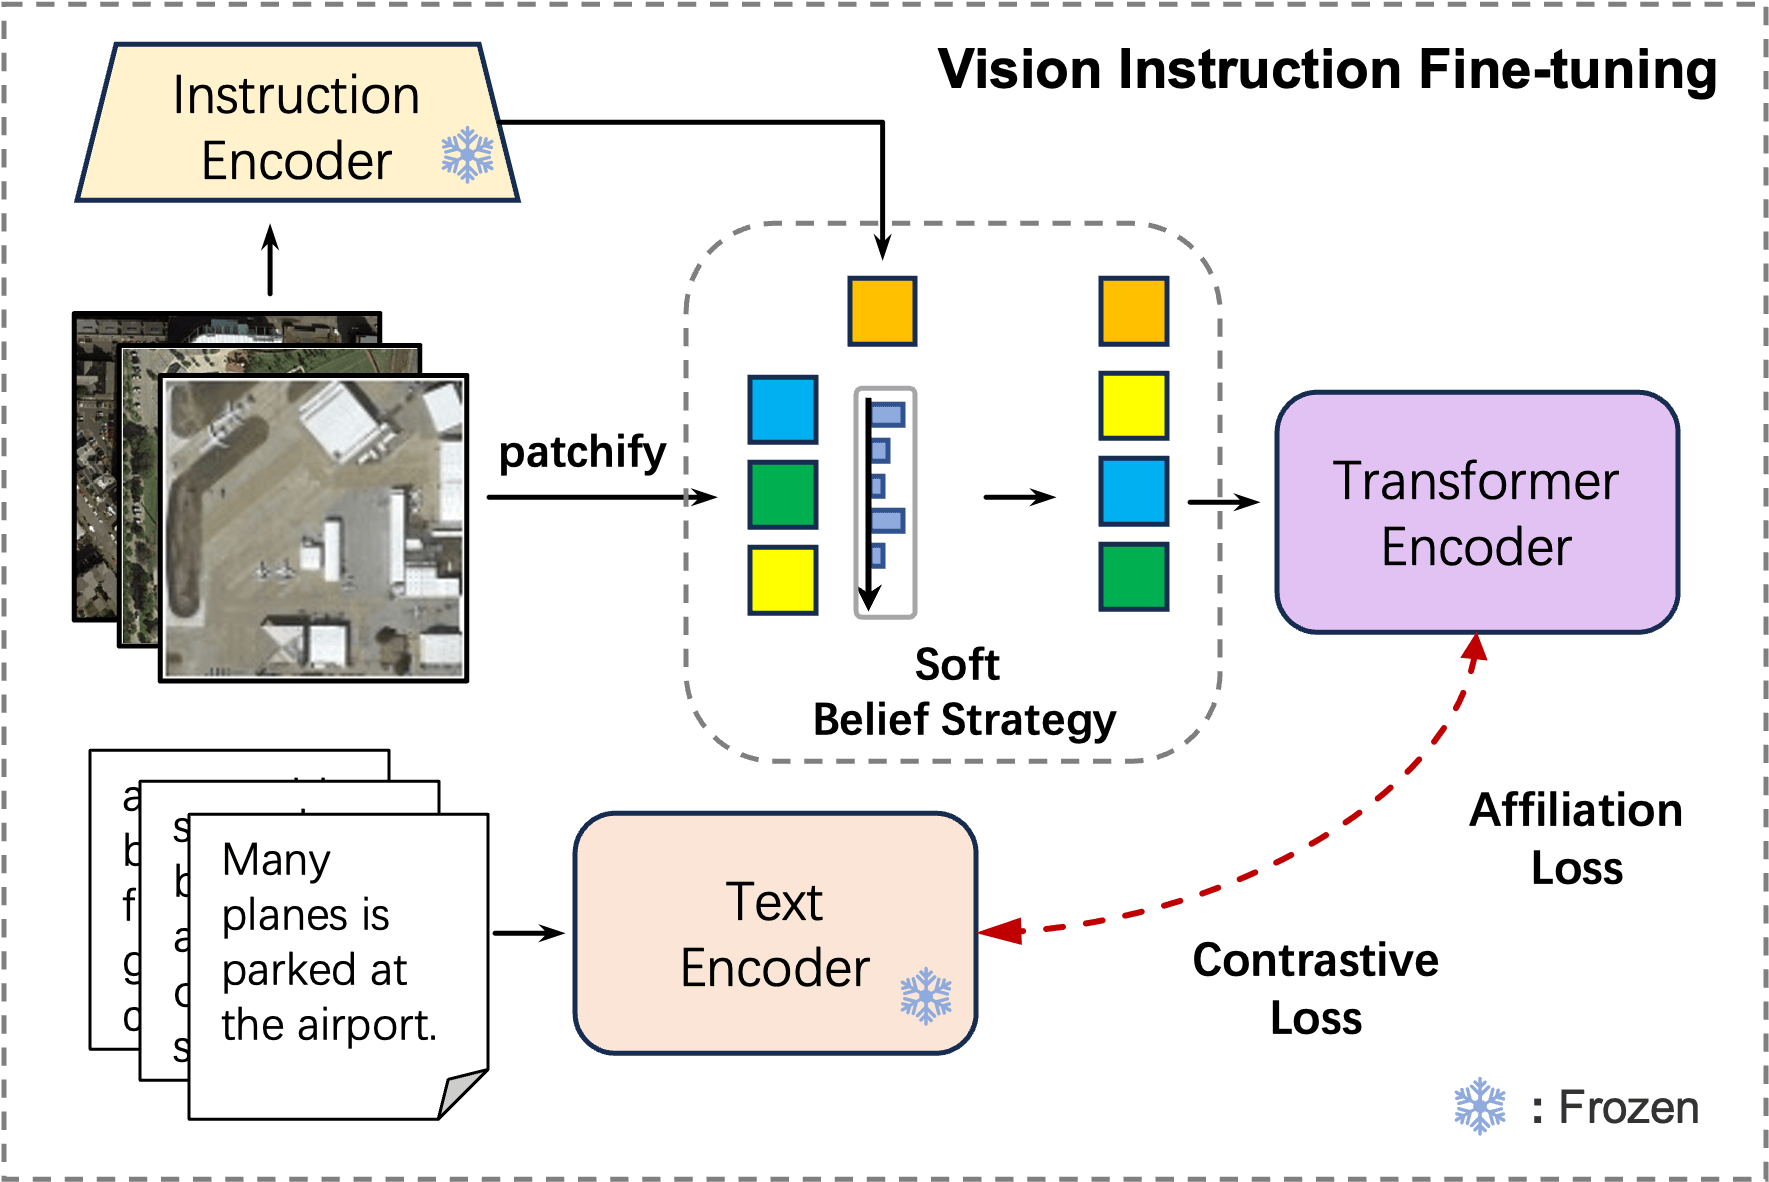 Vision Instruction Fine-tuning
Instruction
Encoder
patchify
Soft
Belief Strategy
Transformer
Encoder
Many
planes is
parked at
the airport.
Text
Encoder
Affiliation
Loss
Contrastive
Loss
: Frozen